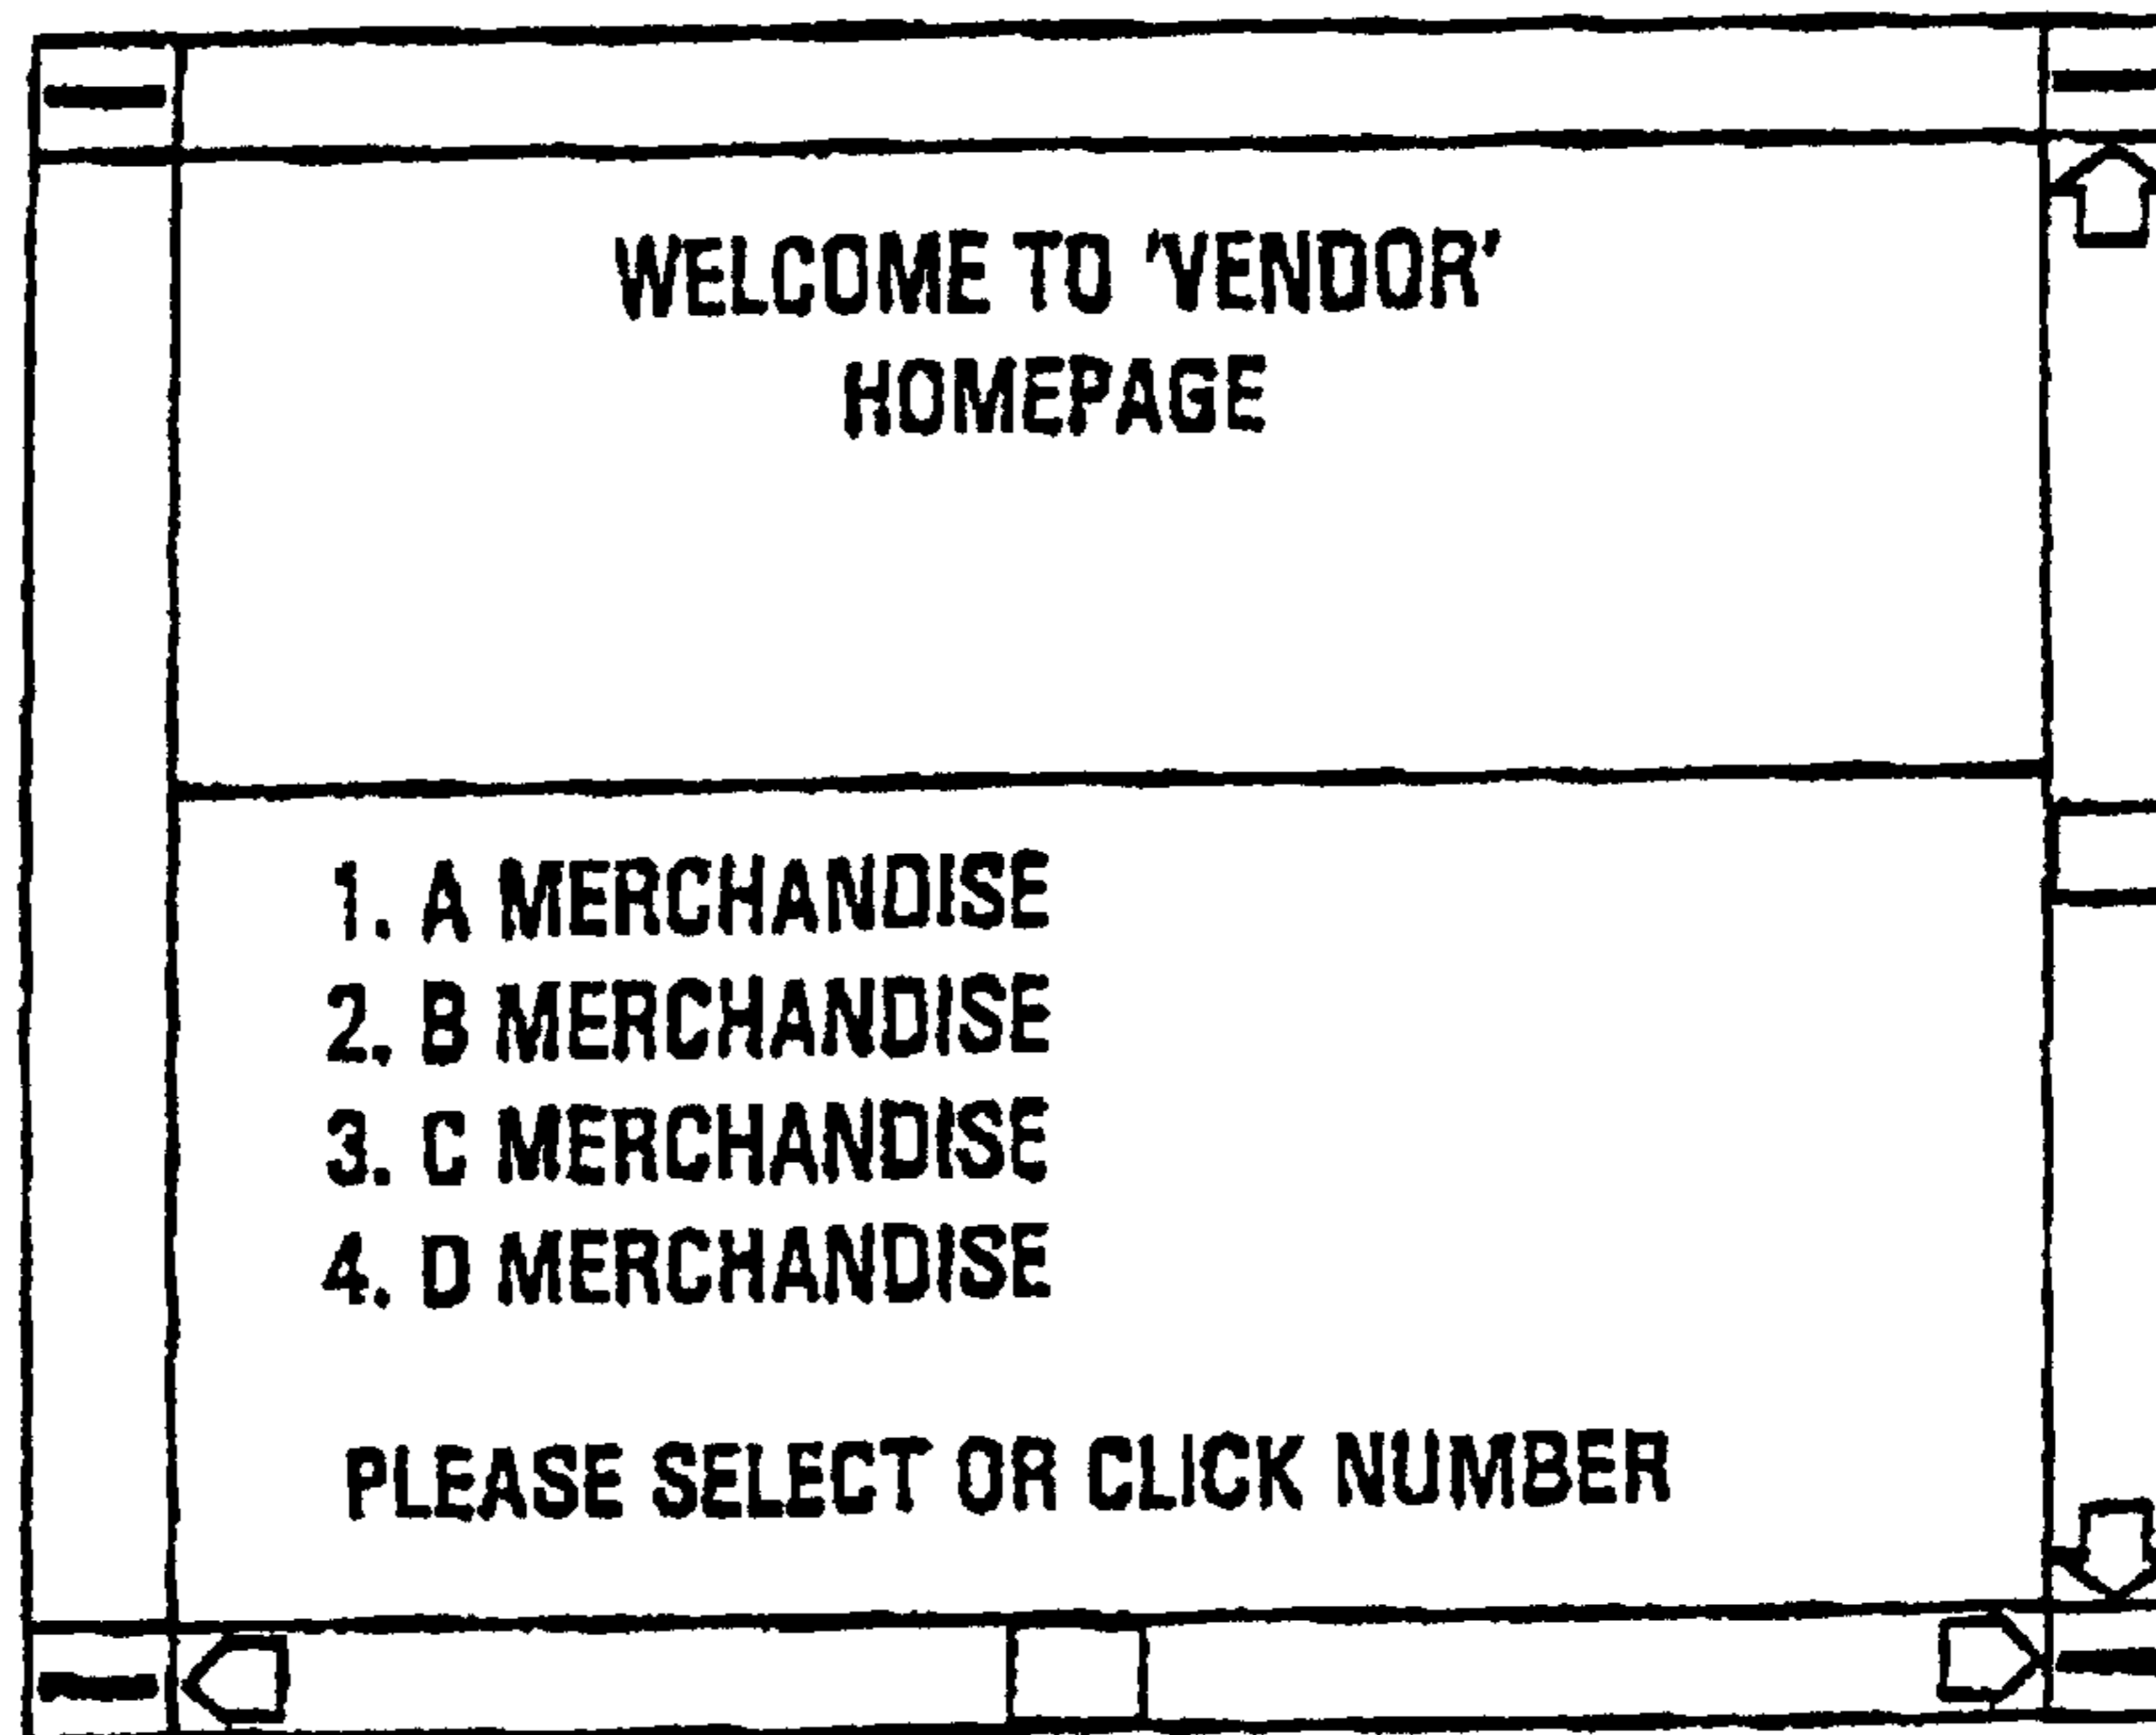 WELCOME TO 'VENDOR'
HOMEPAGE
1. A MERCHANDISE
2. B MERCHANDISE
3. C MERCHANDISE
4. D MERCHANDISE
PLEASE SELECT OR CLICK NUMBER